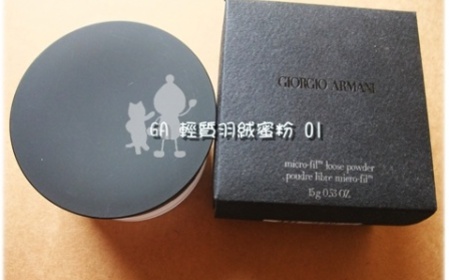 GIORGIO ARMANI
GA 輕質羽絨蜜粉 01
micro-fil™ loose powder
poudre libre micro-fil™
15g 0.53 OZ.